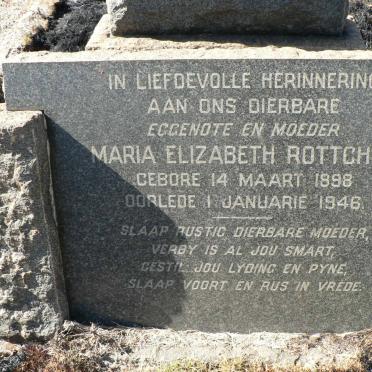 IN LIEFDEVOLLE HERINNERING
AAN ONS DIERBARE
EGGENOTE EN MOEDER
MARIA ELIZABETH ROTTCH
GEBORE 14 MAART 1898
OORLEDE 1 JANUARIE 1946.
SLAAP RUSTIG DIERBARE MOEDER,
VERBY IS AL JOU SMART,
GESTIL JOU LYDING EN PYNE,
SLAAP VOORT EN RUS IN VREDE.